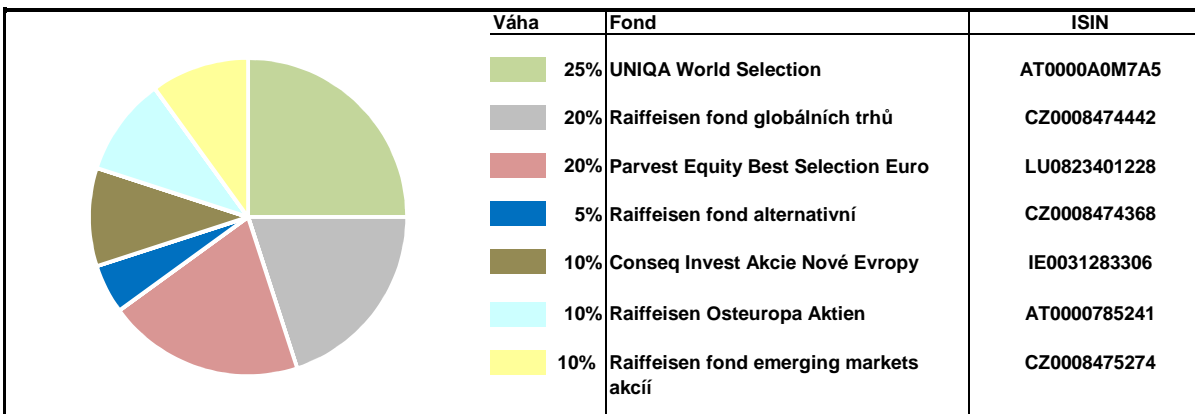 Váha Fond ISIN
25% UNIQA World Selection AT0000A0M7A5
20% Raiffeisen fond globálních trhů CZ0008474442
20% Parvest Equity Best Selection Euro LU0823401228
5% Raiffeisen fond alternativní CZ0008474368
10% Conseq Invest Akcie Nové Evropy IE0031283306
10% Raiffeisen Osteuropa Aktien AT0000785241
10% Raiffeisen fond emerging markets CZ0008475274
akcíí